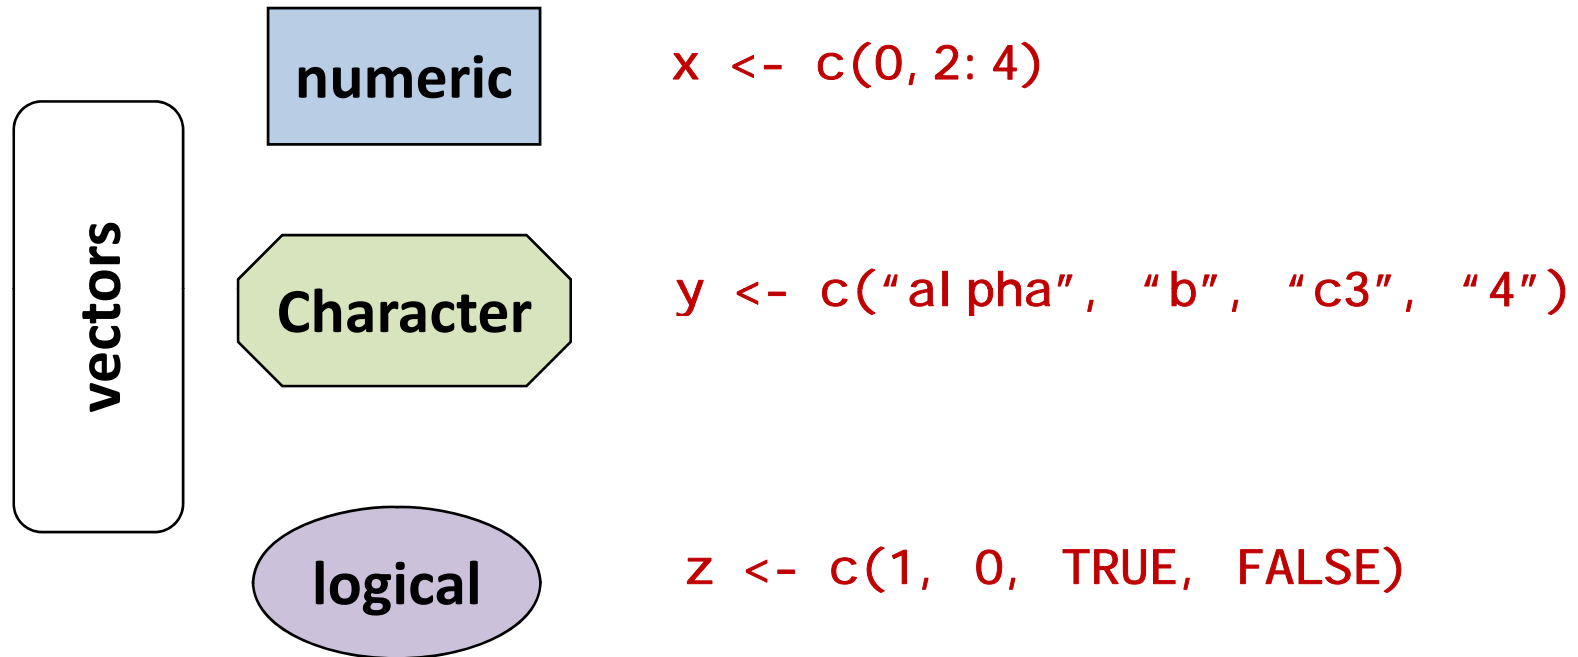 vectors
numeric
x <- c(0, 2:4)
Character
y <- c(“alpha”, “b”, “c3”, “4”)
logical
z <- c(1, 0, TRUE, FALSE)